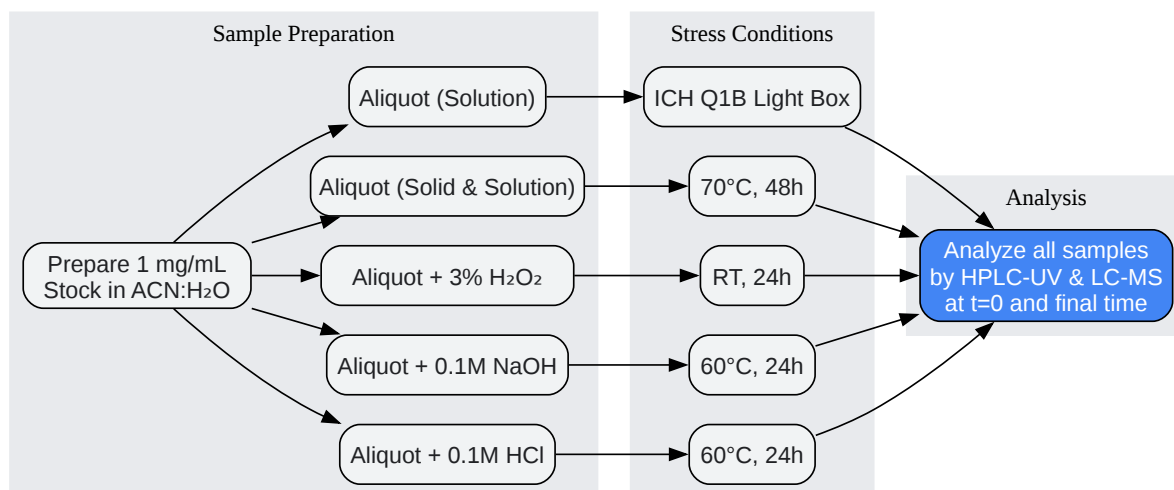 Sample Preparation
Stress Conditions
Aliquot (Solution)
ICH Q1B Light Box
Aliquot (Solid & Solution)
70°C, 48h
Analysis
Prepare 1 mg/mL
Stock in ACN:H₂O
Aliquot + 3% H₂O₂
RT, 24h
Analyze all samples
by HPLC-UV & LC-MS
at t=0 and final time
Aliquot + 0.1M NaOH
60°C, 24h
Aliquot + 0.1M HCl
60°C, 24h